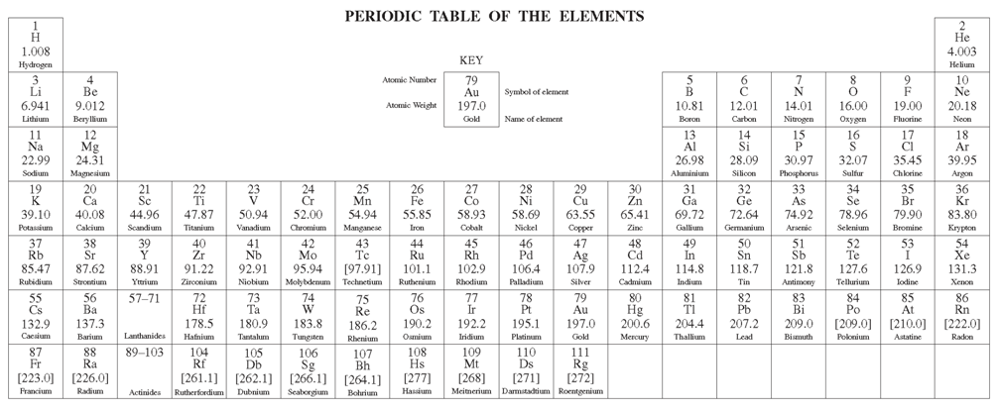 PERIODIC TABLE OF THE ELEMENTS
1 2
H He
1.008 4.003
Hydrogen Helium
KEY
Atomic Number 79
Au Symbol of element
Atomic Weight 197.0
Gold Name of element
3 4 5 6 7 8 9 10
Li Be B C N O F Ne
6.941 9.012 10.81 12.01 14.01 16.00 19.00 20.18
Lithium Beryllium Boron Carbon Nitrogen Oxygen Fluorine Neon
11 12 13 14 15 16 17 18
Na Mg Al Si P S Cl Ar
22.99 24.31 26.98 28.09 30.97 32.07 35.45 39.95
Sodium Magnesium Aluminium Silicon Phosphorus Sulfur Chlorine Argon
19 20 21 22 23 24 25 26 27 28 29 30 31 32 33 34 35 36
K Ca Sc Ti V Cr Mn Fe Co Ni Cu Zn Ga Ge As Se Br Kr
39.10 40.08 44.96 47.87 50.94 52.00 54.94 55.85 58.93 58.69 63.55 65.41 69.72 72.64 74.92 78.96 79.90 83.80
Potassium Calcium Scandium Titanium Vanadium Chromium Manganese Iron Cobalt Nickel Copper Zinc Gallium Germanium Arsenic Selenium Bromine Krypton
37 38 39 40 41 42 43 44 45 46 47 48 49 50 51 52 53 54
Rb Sr Y Zr Nb Mo Tc Ru Rh Pd Ag Cd In Sn Sb Te I Xe
85.47 87.62 88.91 91.22 92.91 95.94 [97.91] 101.1 102.9 106.4 107.9 112.4 114.8 118.7 121.8 127.6 126.9 131.3
Rubidium Strontium Yttrium Zirconium Niobium Molybdenum Technetium Ruthenium Rhodium Palladium Silver Cadmium Indium Tin Antimony Tellurium Iodine Xenon
55 56 57–71 72 73 74 75 76 77 78 79 80 81 82 83 84 85 86
Cs Ba Hf Ta W Re Os Ir Pt Au Hg Tl Pb Bi Po At Rn
132.9 137.3 178.5 180.9 183.8 186.2 190.2 192.2 195.1 197.0 200.6 204.4 207.2 209.0 [209.0] [210.0] [222.0]
Caesium Barium Lanthanides Hafnium Tantalum Tungsten Rhenium Osmium Iridium Platinum Gold Mercury Thallium Lead Bismuth Polonium Astatine Radon
87 88 89–103 104 105 106 107 108 109 110 111
Fr Ra Rf Db Sg Bh Hs Mt Ds Rg
[223.0] [226.0] [261.1] [262.1] [266.1] [264.1] [277] [268] [271] [272]
Francium Radium Actinides Rutherfordium Dubnium Seaborgium Bohrium Hassium Meitnerium Darmstadtium Roentgenium